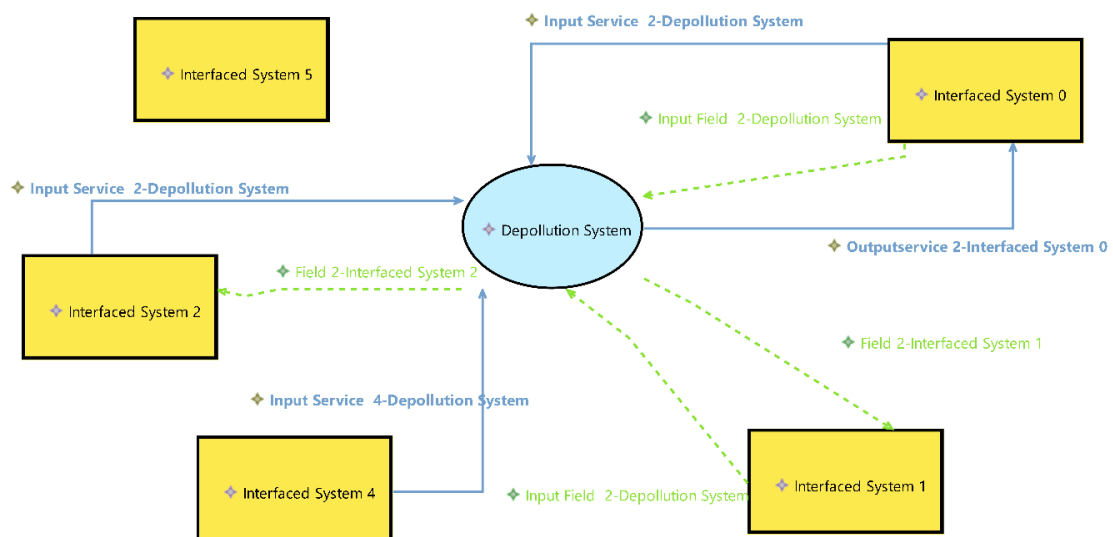 Input Service  2-Depollution System
Interfaced System 5
Interfaced System 0
Input Field  2-Depollution System
Input Service  2-Depollution System
Depollution System
Outputservice 2-Interfaced System 0
Field 2-Interfaced System 2
Interfaced System 2
Field 2-Interfaced System 1
Input Service  4-Depollution System
Interfaced System 4
Input Field  2-Depollution System
Interfaced System 1